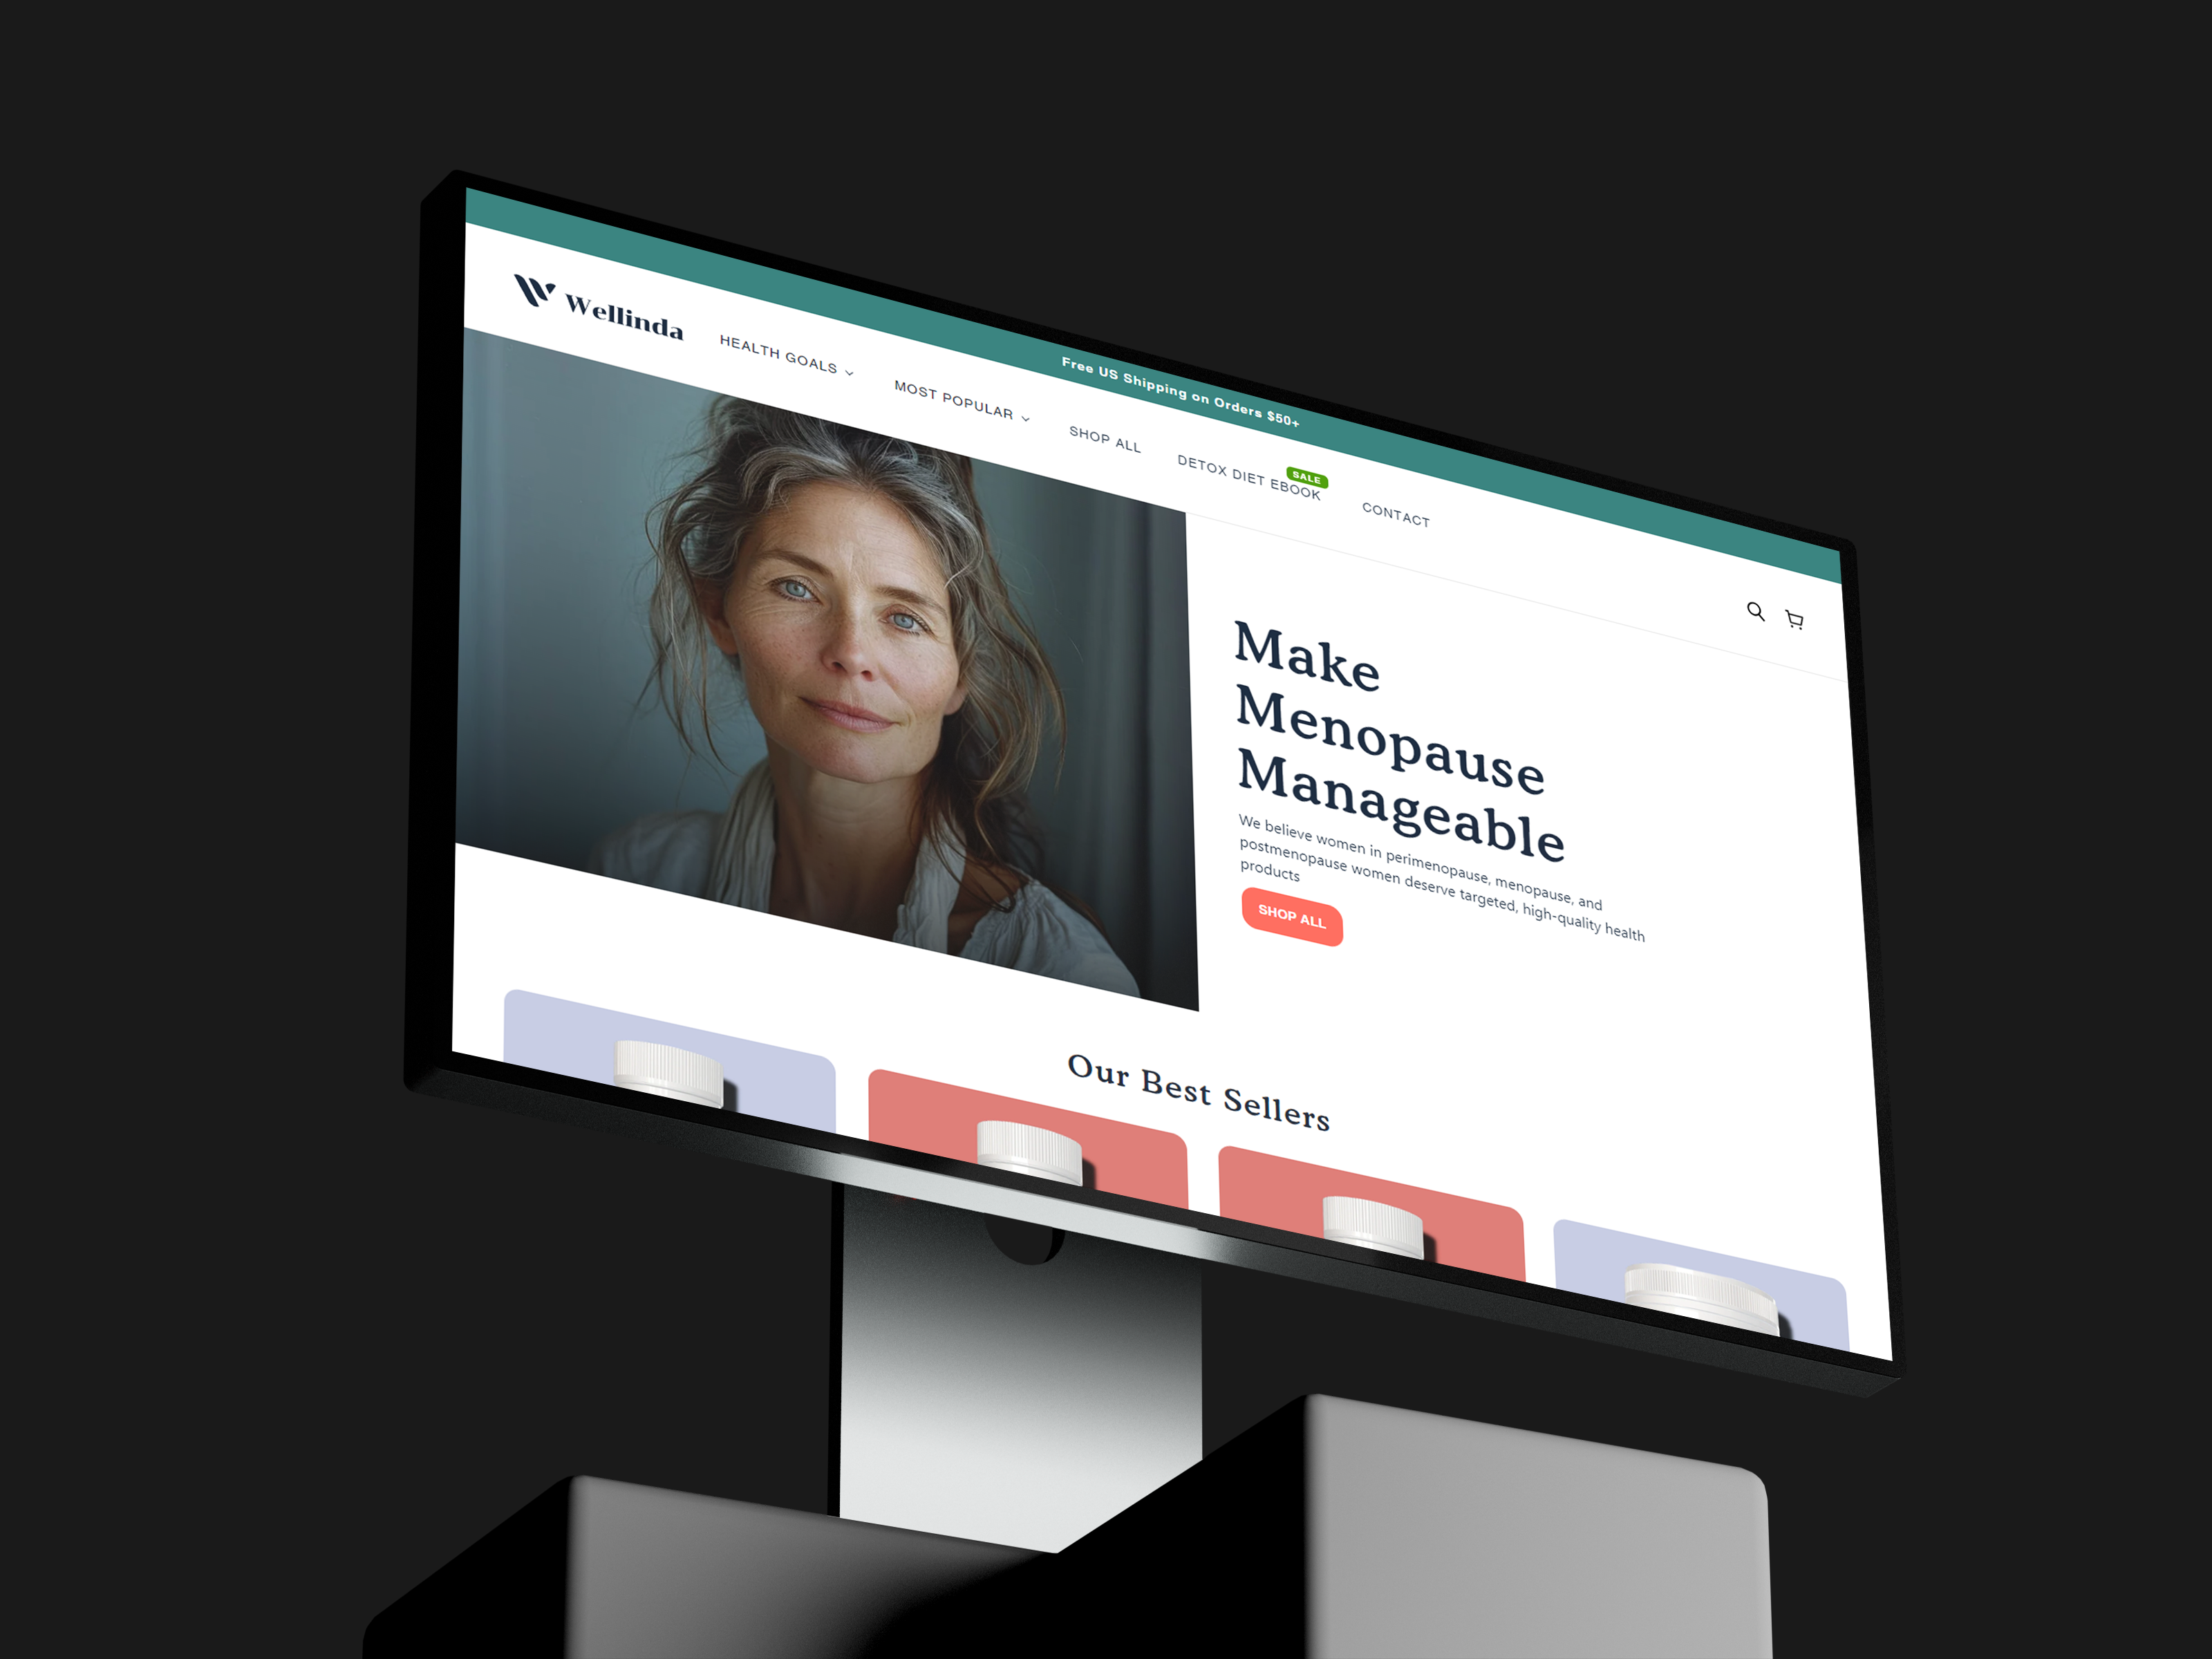 Free US Shipping on Orders $50+
Wellinda
HEALTH GOALS
MOST POPULAR
SHOP ALL
DETOX DIET EBOOK
SALE
CONTACT
Make
Menopause
Manageable
We believe women in perimenopause, menopause, and
postmenopause women deserve targeted, high-quality health
products
SHOP ALL
Our Best Sellers